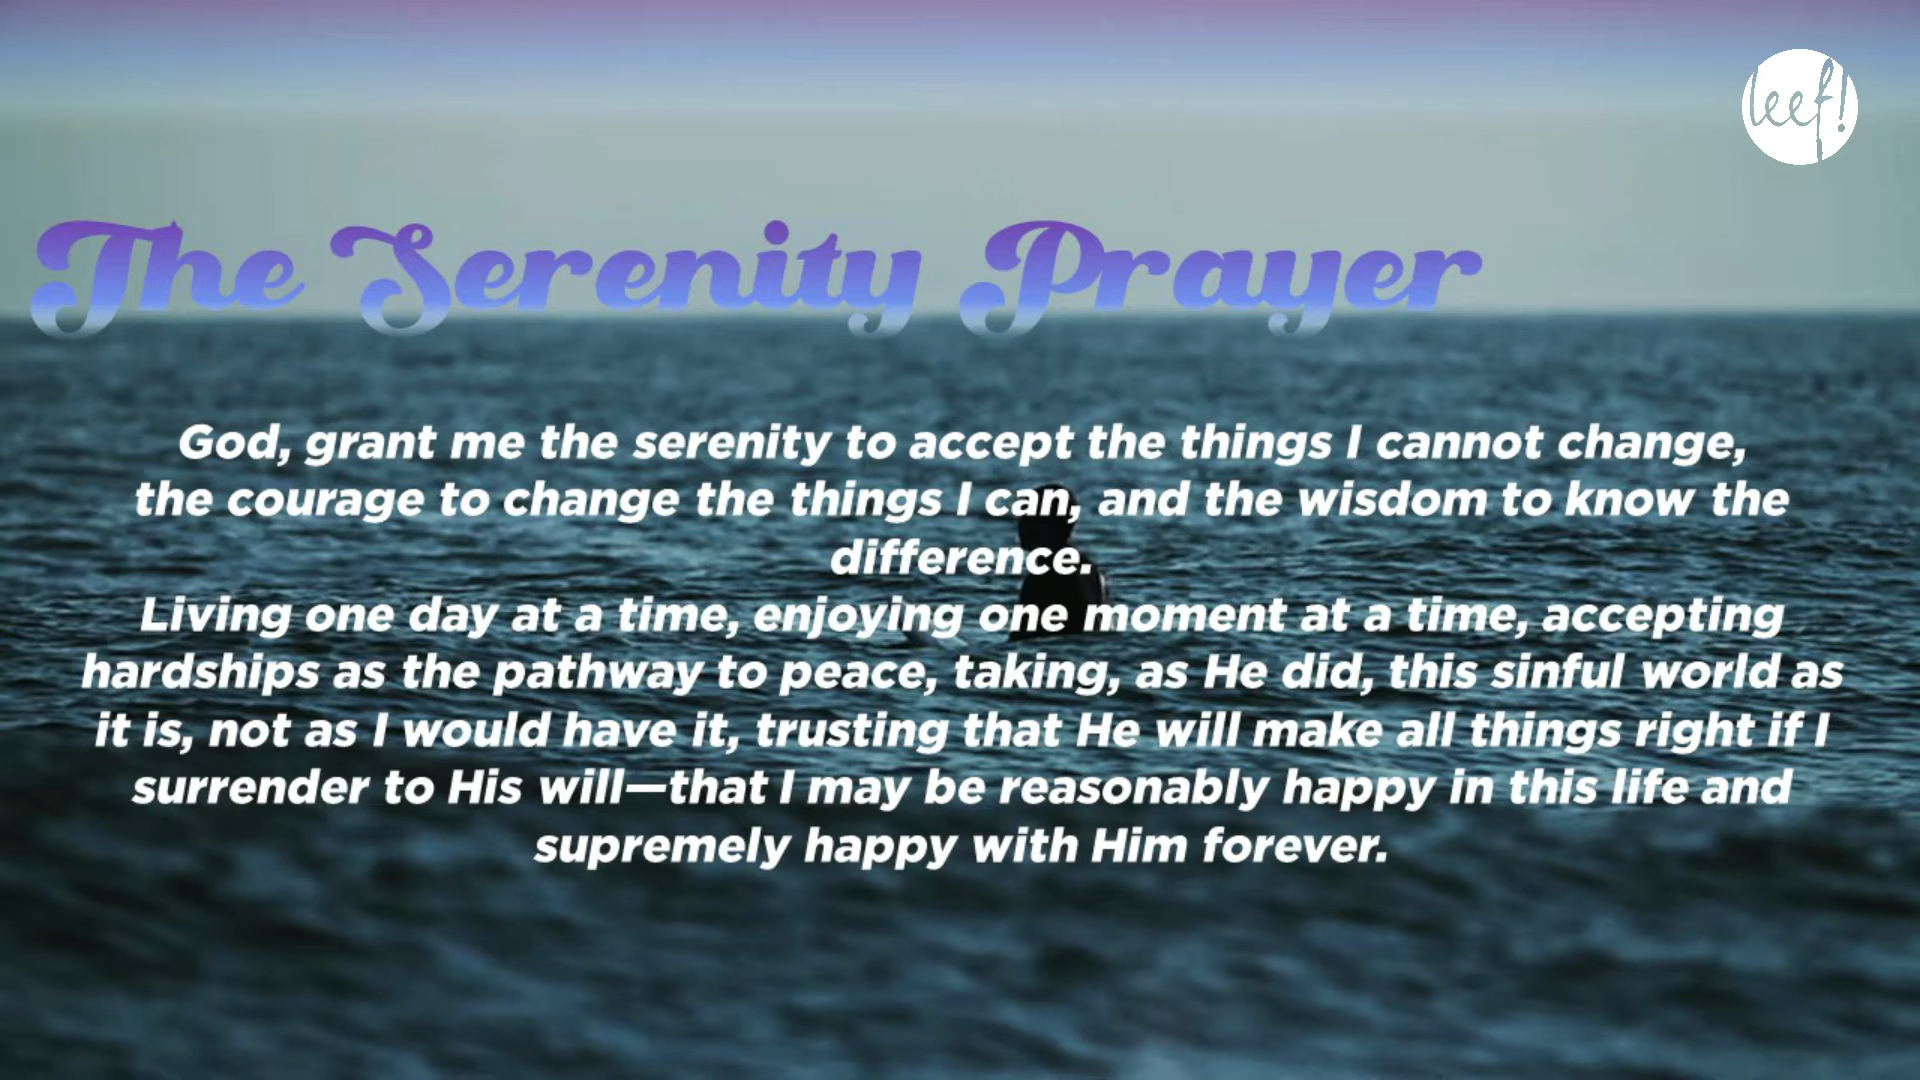 leef!
The Serenity Prayer
God, grant me the serenity to accept the things I cannot change,
the courage to change the things I can, and the wisdom to know the
difference.
Living one day at a time, enjoying one moment at a time, accepting
hardships as the pathway to peace, taking, as He did, this sinful world as
it is, not as I would have it, trusting that He will make all things right if I
surrender to His will—that I may be reasonably happy in this life and
supremely happy with Him forever.